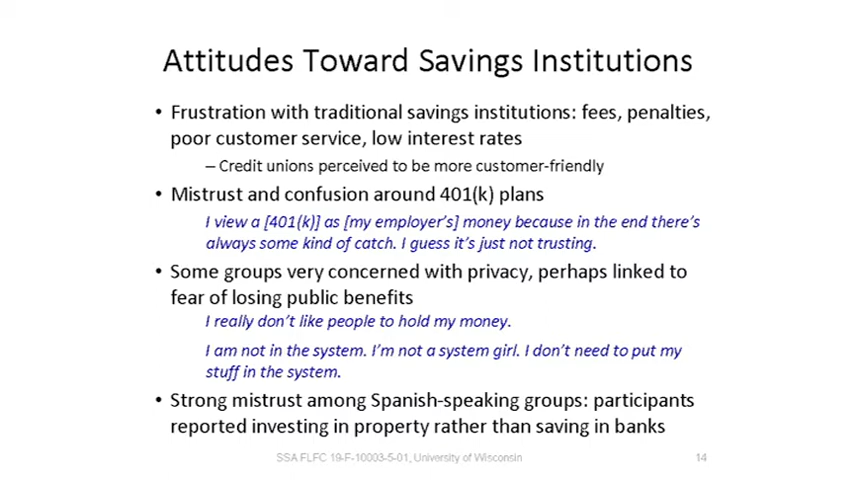 Attitudes Toward Savings Institutions
• Frustration with traditional savings institutions: fees, penalties,
poor customer service, low interest rates
– Credit unions perceived to be more customer-friendly
• Mistrust and confusion around 401(k) plans
I view a [401(k)] as [my employer's] money because in the end there's
always some kind of catch. I guess it's just not trusting.
• Some groups very concerned with privacy, perhaps linked to
fear of losing public benefits
I really don't like people to hold my money.
I am not in the system. I'm not a system girl. I don't need to put my
stuff in the system.
• Strong mistrust among Spanish-speaking groups: participants
reported investing in property rather than saving in banks
SSA FLFC 19-F-10003-5-01, University of Wisconsin 14